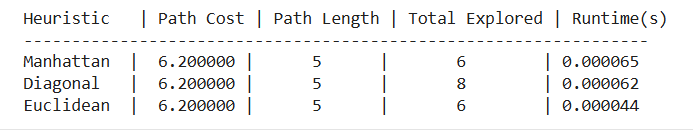 Heuristic | Path Cost | Path Length | Total Explored | Runtime(s)
-----------------------------------------------------------------
Manhattan | 6.200000 | 5 | 6 | 0.000065
Diagonal | 6.200000 | 5 | 8 | 0.000062
Euclidean | 6.200000 | 5 | 6 | 0.000044